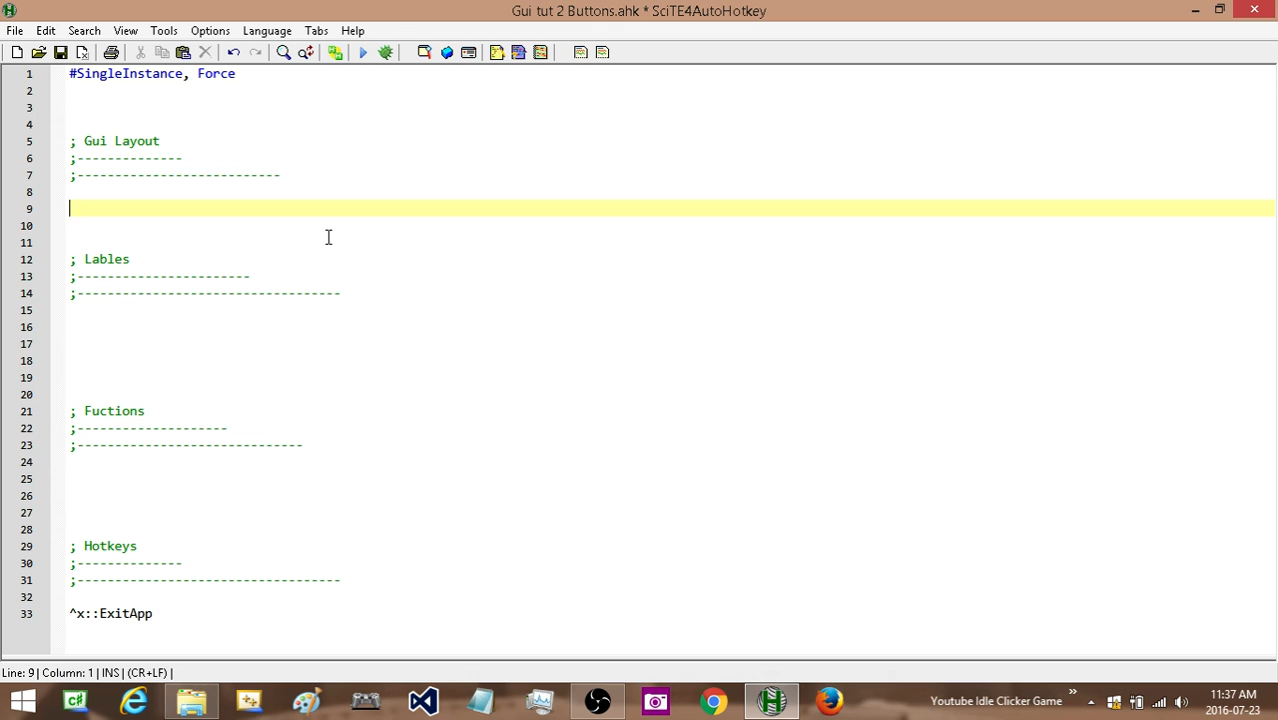 Gui tut 2 Buttons.ahk * SciTE4AutoHotkey
File Edit Search View Tools Options Language Tabs Help
1 #SingleInstance, Force
2
3
4
5 ; Gui Layout
6 ;--------------
7 ;---------------------------
8
9
10
11
12 ; Lables
13 ;-----------------------
14 ;-----------------------------------
15
16
17
18
19
20
21 ; Fuctions
22 ;--------------------
23 ;------------------------------
24
25
26
27
28
29 ; Hotkeys
30 ;--------------
31 ;-----------------------------------
32
33 ^x::ExitApp
Line: 9 | Column: 1 | INS | (CR+LF) |
Youtube Idle Clicker Game »
11:37 AM
2016-07-23